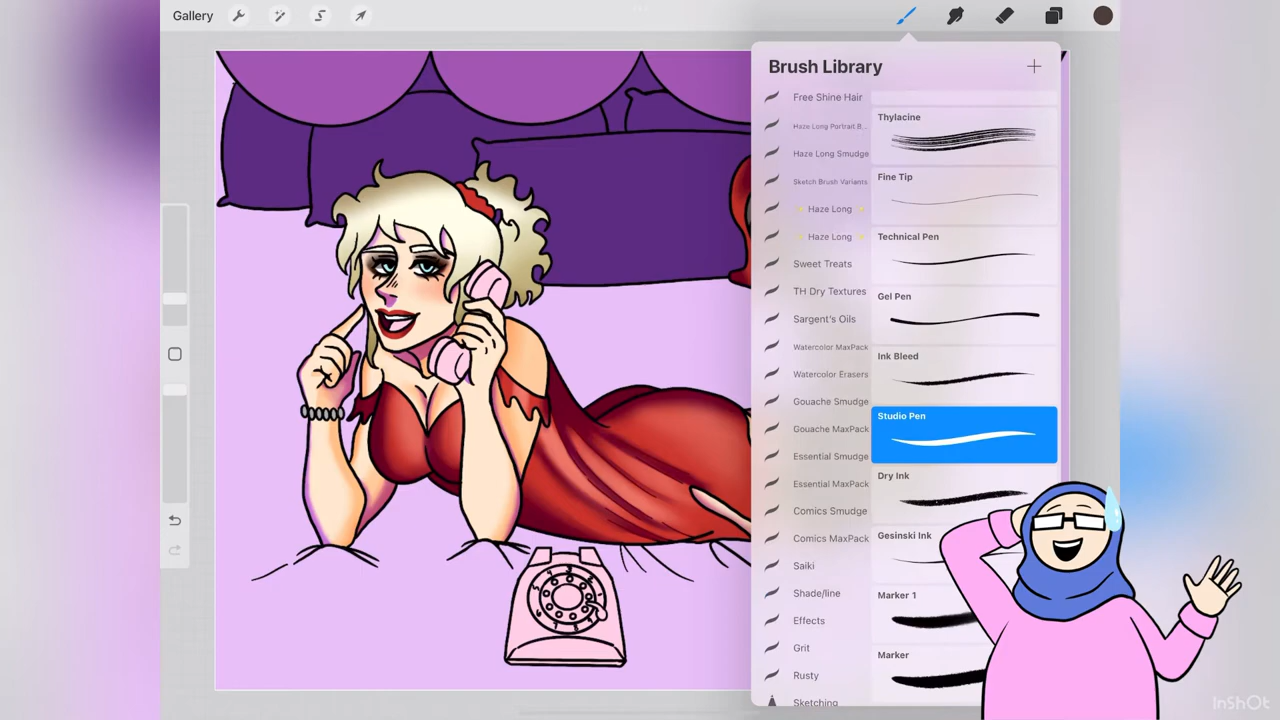 Gallery
Brush Library
Free Shine Hair
Haze Long Portrait B...
Haze Long Smudge
Sketch Brush Variants
Haze Long
Haze Long
Sweet Treats
TH Dry Textures
Sargent's Oils
Watercolor MaxPack
Watercolor Erasers
Gouache Smudge
Gouache MaxPack
Essential Smudge
Essential MaxPack
Comics Smudge
Comics MaxPack
Saiki
Shade/line
Effects
Grit
Rusty
Sketching
Thylacine
Fine Tip
Technical Pen
Gel Pen
Ink Bleed
Studio Pen
Dry Ink
Gesinski Ink
Marker 1
Marker
InShOt